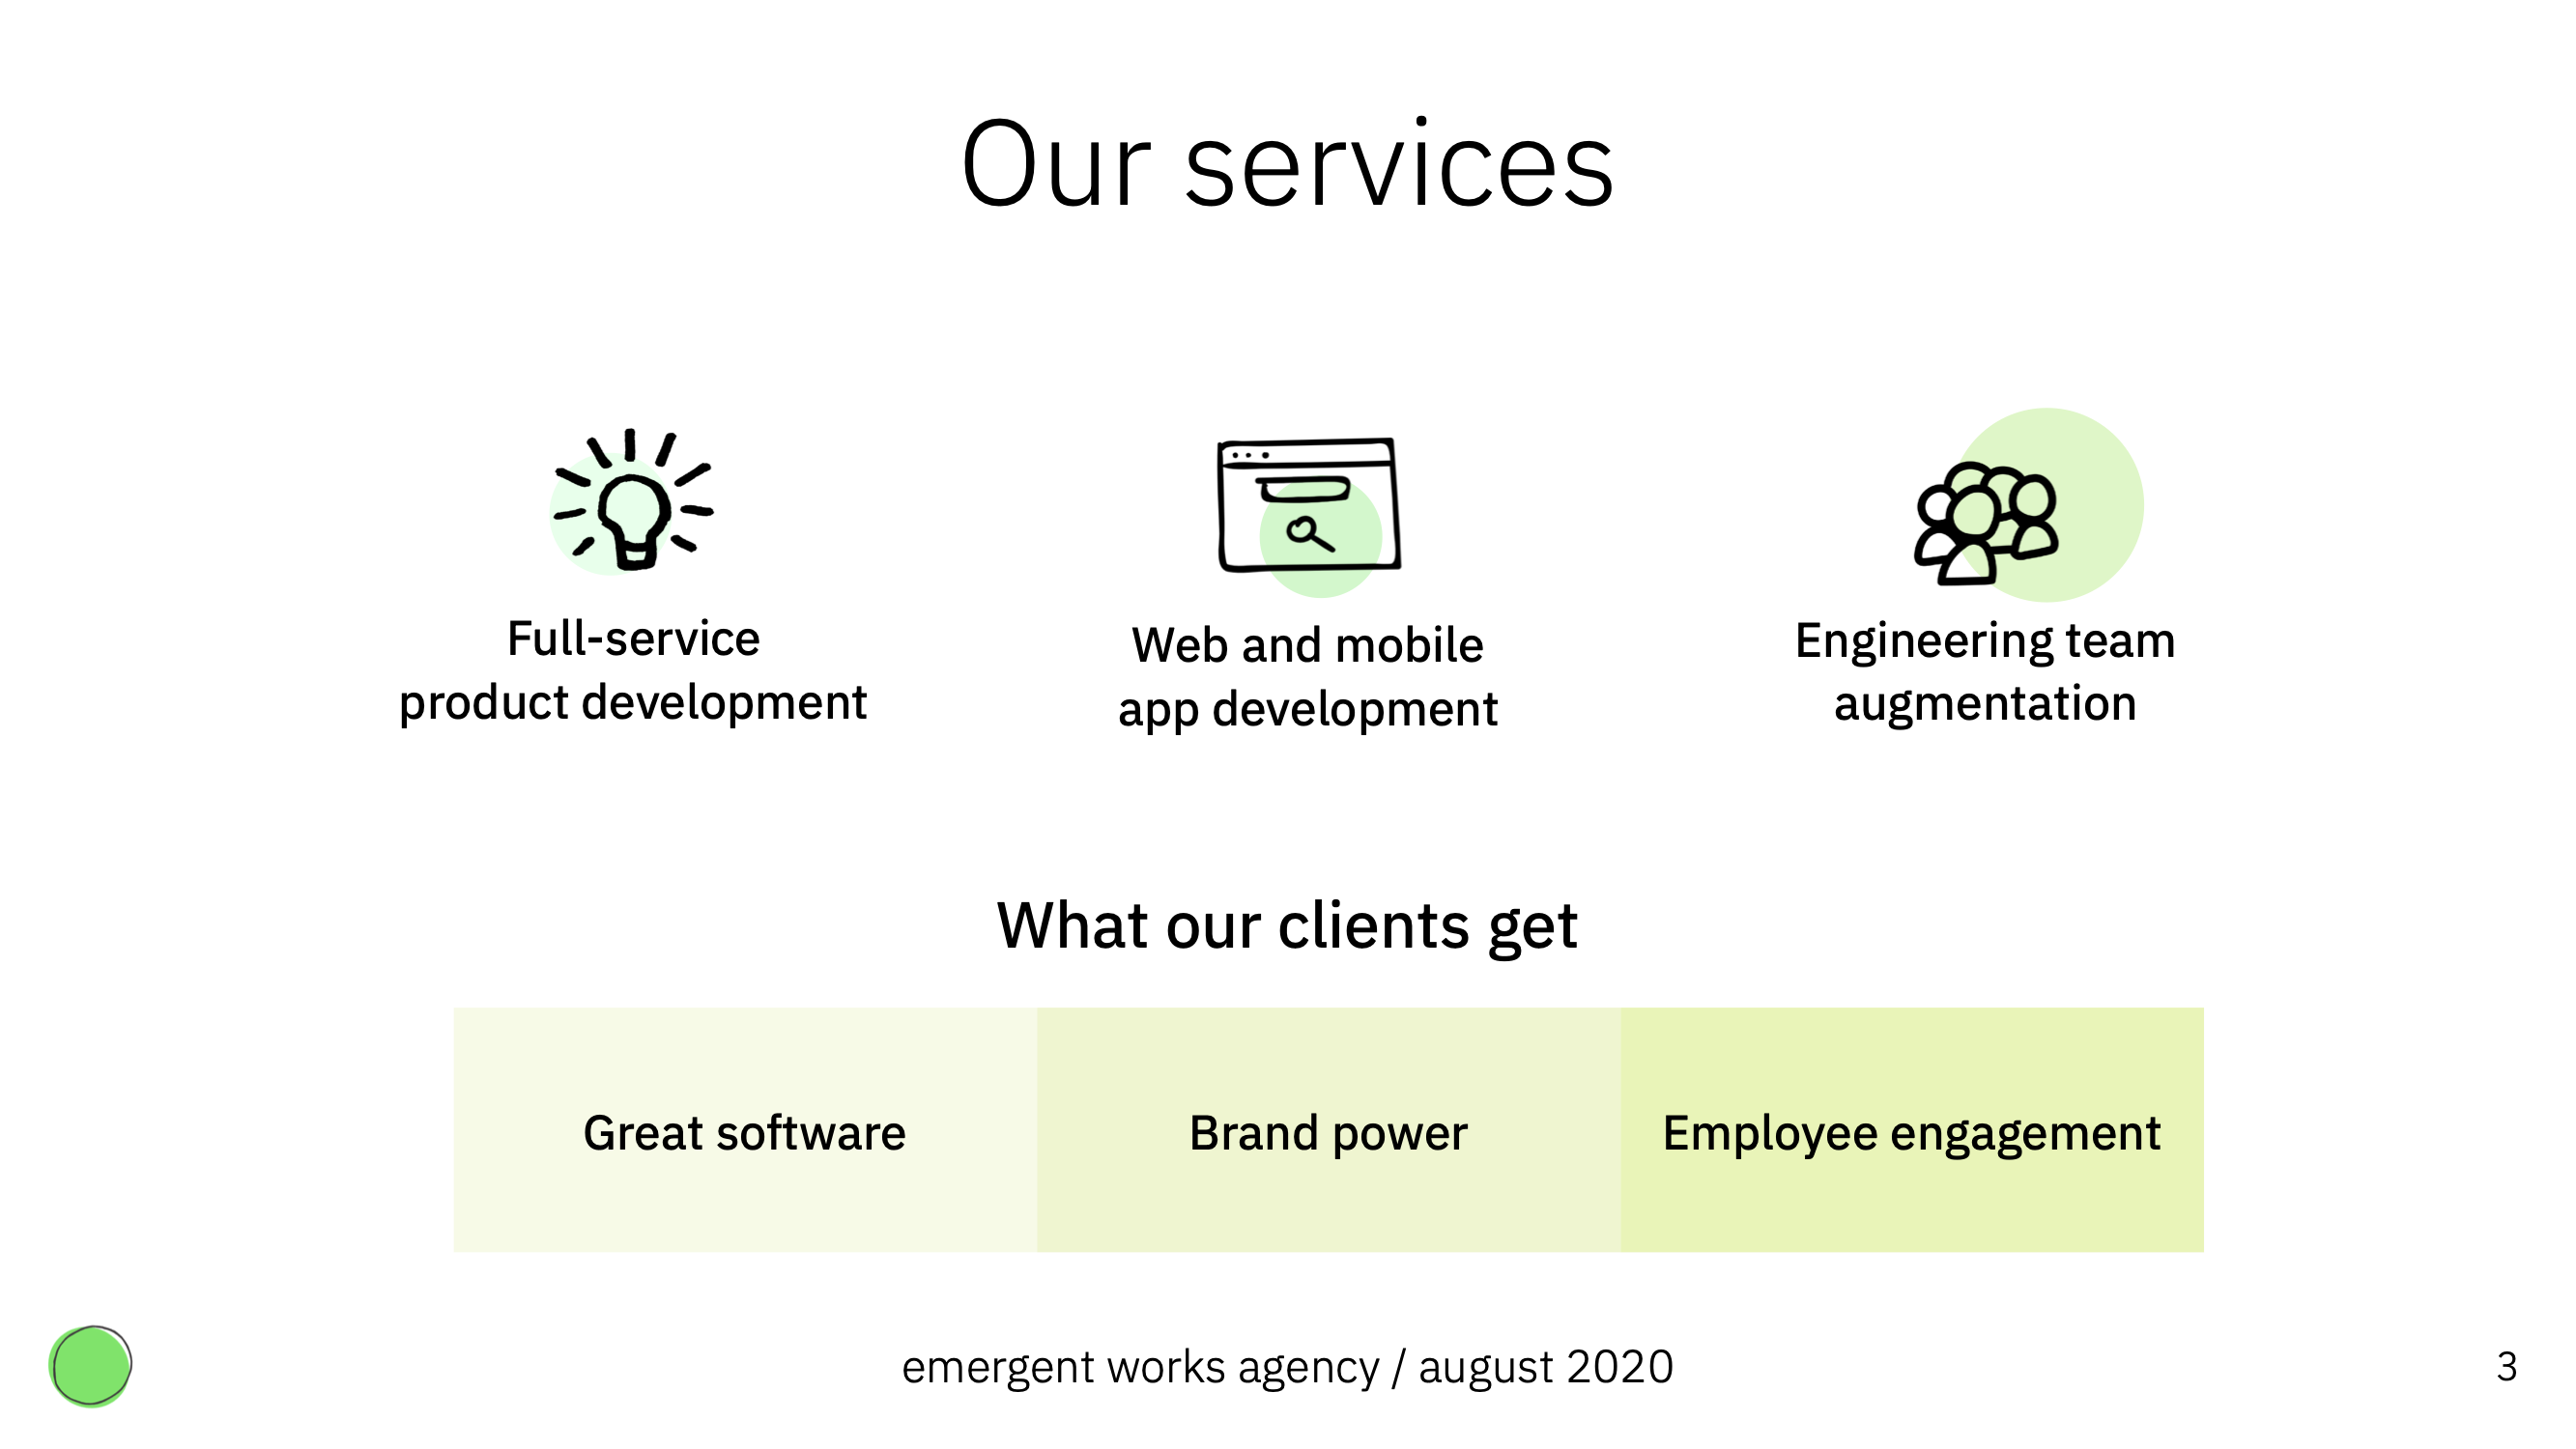 Our services
Full-service
product development
Web and mobile
app development
Engineering team
augmentation
What our clients get
Great software
Brand power
Employee engagement
emergent works agency / august 2020
3